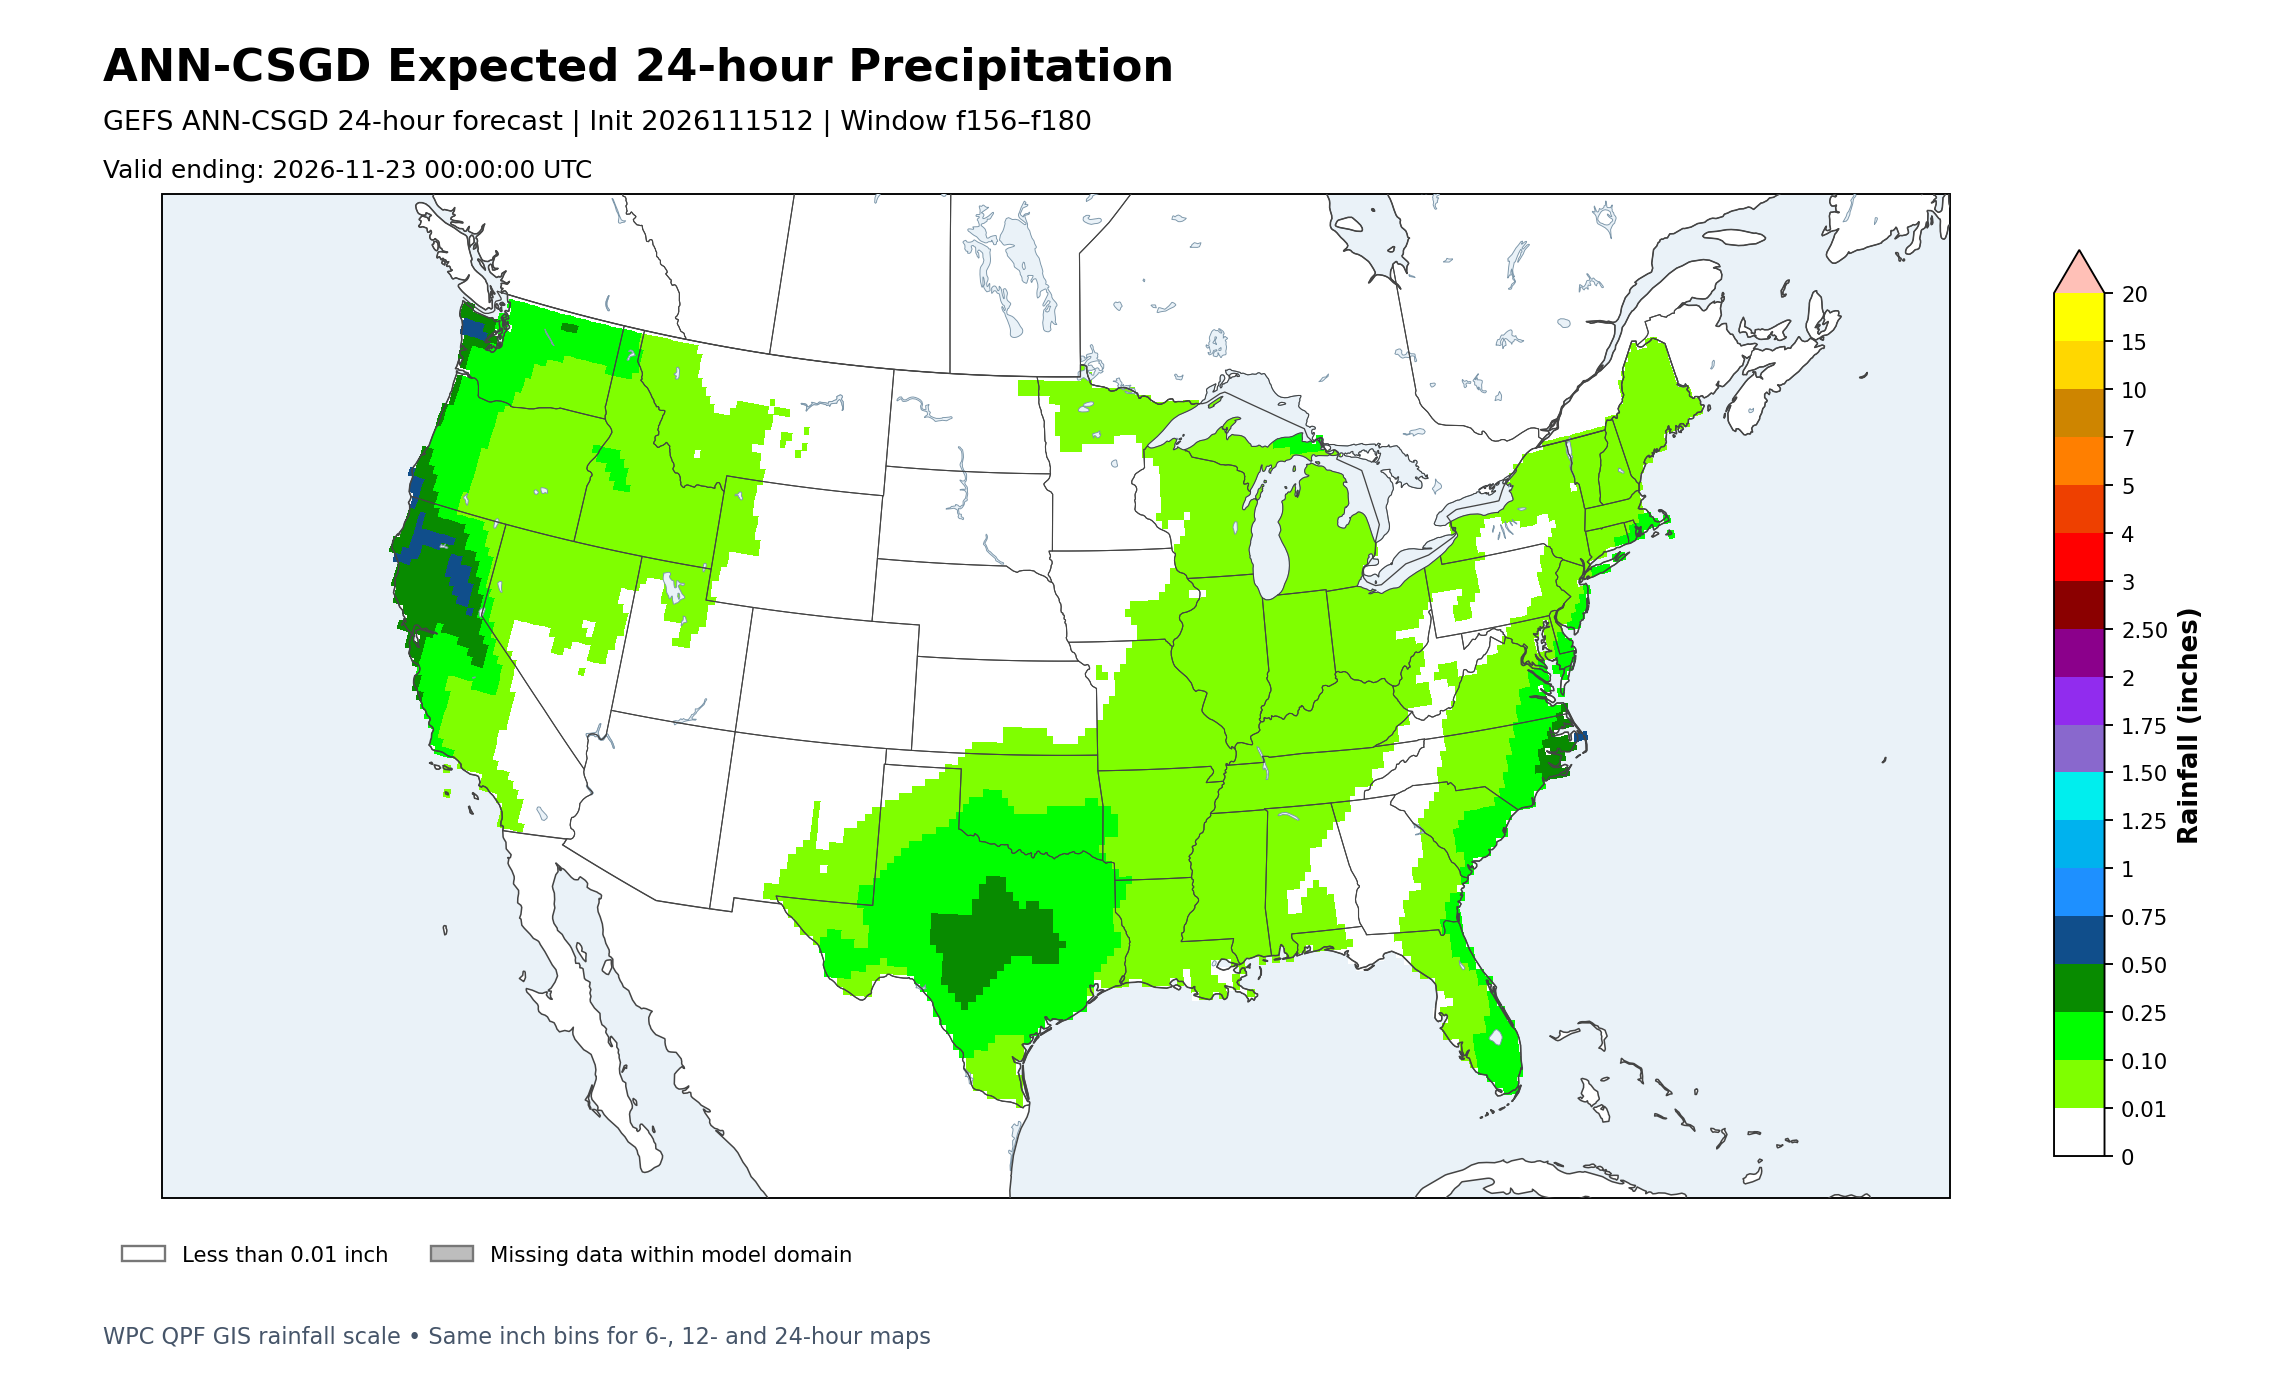 ANN-CSGD Expected 24-hour Precipitation
GEFS ANN-CSGD 24-hour forecast | Init 2026111512 | Window f156–f180
Valid ending: 2026-11-23 00:00:00 UTC
20
15
10
7
5
4
3
2.50
2
1.75
1.50
1.25
1
0.75
0.50
0.25
0.10
0.01
0
Rainfall (inches)
Less than 0.01 inch
Missing data within model domain
WPC QPF GIS rainfall scale • Same inch bins for 6-, 12- and 24-hour maps